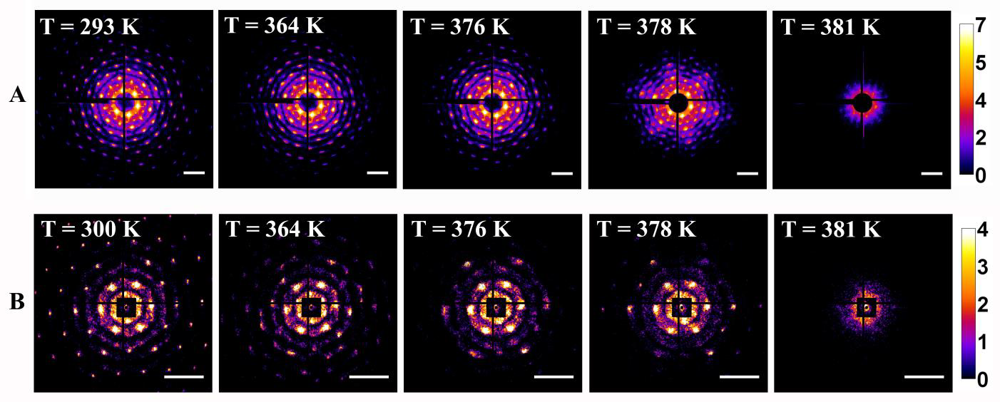 T = 293 K
T = 364 K
T = 376 K
T = 378 K
T = 381 K
7
5
4
2
0
A
T = 300 K
T = 364 K
T = 376 K
T = 378 K
T = 381 K
4
3
2
1
0
B